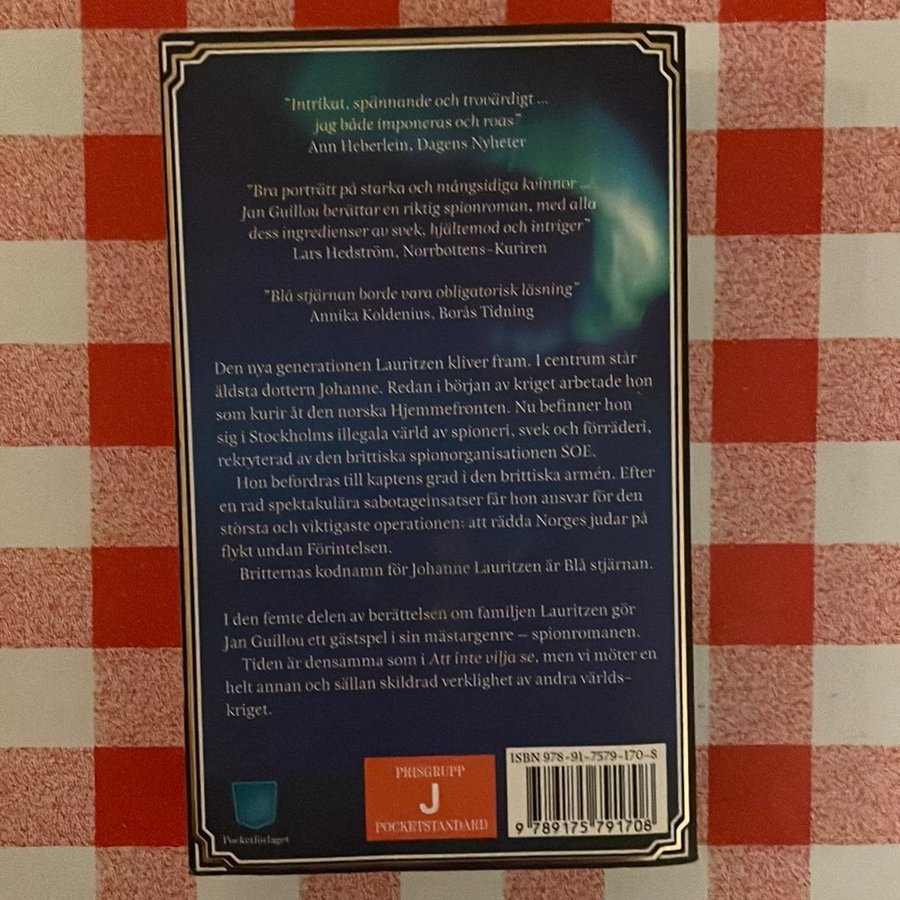 "Intrikat, spännande och trovärdigt ...
jag både imponeras och roas"
Ann Heberlein, Dagens Nyheter
"Bra porträtt på starka och mångsidiga kvinnor ...
Jan Guillou berättar en riktig spionroman, med alla
dess ingredienser av svek, hjältemod och intriger"
Lars Hedström, Norrbottens-Kuriren
"Blå stjärnan borde vara obligatorisk läsning"
Annika Koldenius, Borås Tidning
Den nya generationen Lauritzen kliver fram. I centrum står
äldsta dottern Johanne. Redan i början av kriget arbetade hon
som kurir åt den norska Hjemmefronten. Nu befinner hon
sig i Stockholms illegala värld av spioneri, svek och förräderi,
rekryterad av den brittiska spionorganisationen SOE.
Hon befordras till kaptens grad i den brittiska armén. Efter
en rad spektakulära sabotageinsatser får hon ansvar för den
största och viktigaste operationen: att rädda Norges judar på
flykt undan Förintelsen.
Britternas kodnamn för Johanne Lauritzen är Blå stjärnan.
I den femte delen av berättelsen om familjen Lauritzen gör
Jan Guillou ett gästspel i sin mästargenre – spionromanen.
Tiden är densamma som i Att inte vilja se, men vi möter en
helt annan och sällan skildrad verklighet av andra världs-
kriget.
Pocketförlaget
PRISGRUPP
J
POCKETSTANDARD
ISBN 978-91-7579-170-8
9 789175 791708